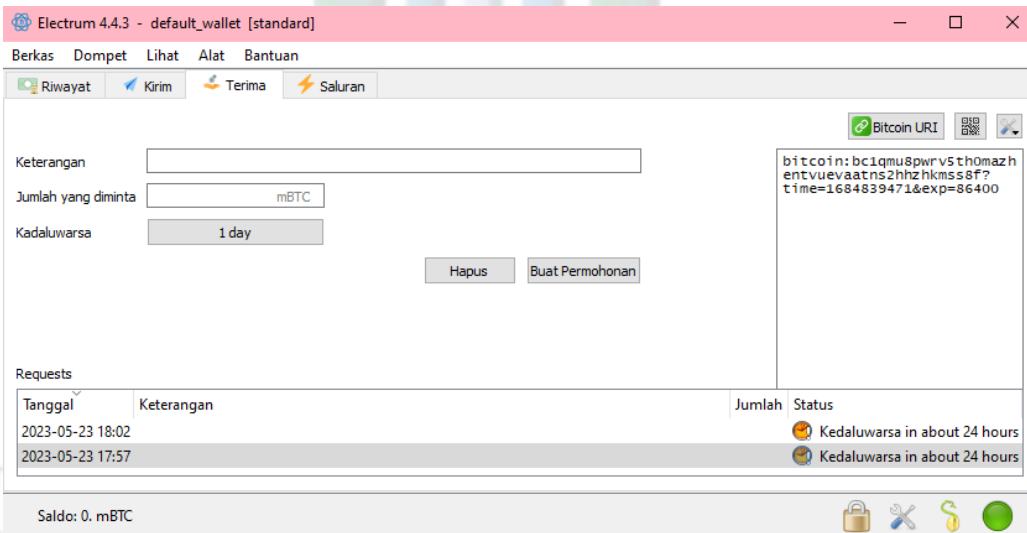 Electrum 4.4.3 - default_wallet [standard]
Berkas Dompet Lihat Alat Bantuan
Riwayat Kirim Terima Saluran
Bitcoin URI
Keterangan
Jumlah yang diminta mBTC
Kadaluwarsa 1 day
Hapus Buat Permohonan
bitcoin:bc1qmu8pwrv5th0mazh
entvuevaatns2hhzhkmss8f?
time=1684839471&exp=86400
Requests
Tanggal Keterangan Jumlah Status
2023-05-23 18:02 Kedaluwarsa in about 24 hours
2023-05-23 17:57 Kedaluwarsa in about 24 hours
Saldo: 0. mBTC